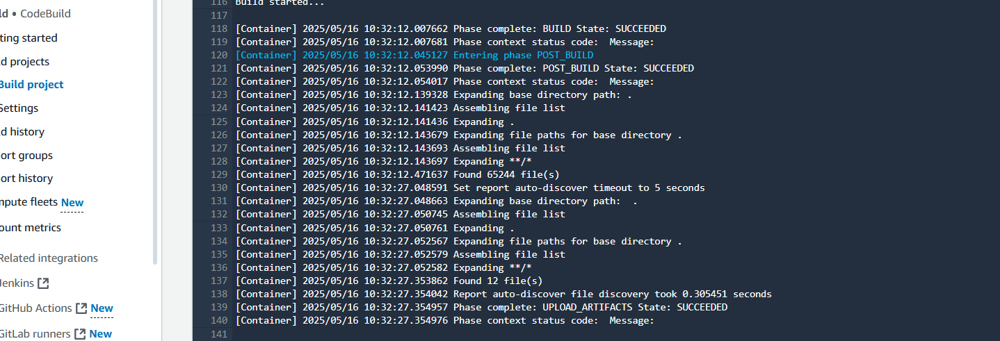 ld • CodeBuild
ting started
d projects
Build project
Settings
d history
ort groups
ort history
mpute fleets New
ount metrics
Related integrations
Jenkins
GitHub Actions New
GitLab runners New
116 Build started...
117
118 [Container] 2025/05/16 10:32:12.007662 Phase complete: BUILD State: SUCCEEDED
119 [Container] 2025/05/16 10:32:12.007681 Phase context status code:  Message:
120 [Container] 2025/05/16 10:32:12.045127 Entering phase POST_BUILD
121 [Container] 2025/05/16 10:32:12.053990 Phase complete: POST_BUILD State: SUCCEEDED
122 [Container] 2025/05/16 10:32:12.054017 Phase context status code:  Message:
123 [Container] 2025/05/16 10:32:12.139328 Expanding base directory path: .
124 [Container] 2025/05/16 10:32:12.141423 Assembling file list
125 [Container] 2025/05/16 10:32:12.141436 Expanding .
126 [Container] 2025/05/16 10:32:12.143679 Expanding file paths for base directory .
127 [Container] 2025/05/16 10:32:12.143693 Assembling file list
128 [Container] 2025/05/16 10:32:12.143697 Expanding **/*
129 [Container] 2025/05/16 10:32:12.471637 Found 65244 file(s)
130 [Container] 2025/05/16 10:32:27.048591 Set report auto-discover timeout to 5 seconds
131 [Container] 2025/05/16 10:32:27.048663 Expanding base directory path:  .
132 [Container] 2025/05/16 10:32:27.050745 Assembling file list
133 [Container] 2025/05/16 10:32:27.050761 Expanding .
134 [Container] 2025/05/16 10:32:27.052567 Expanding file paths for base directory .
135 [Container] 2025/05/16 10:32:27.052579 Assembling file list
136 [Container] 2025/05/16 10:32:27.052582 Expanding **/*
137 [Container] 2025/05/16 10:32:27.353862 Found 12 file(s)
138 [Container] 2025/05/16 10:32:27.354042 Report auto-discover file discovery took 0.305451 seconds
139 [Container] 2025/05/16 10:32:27.354957 Phase complete: UPLOAD_ARTIFACTS State: SUCCEEDED
140 [Container] 2025/05/16 10:32:27.354976 Phase context status code:  Message:
141